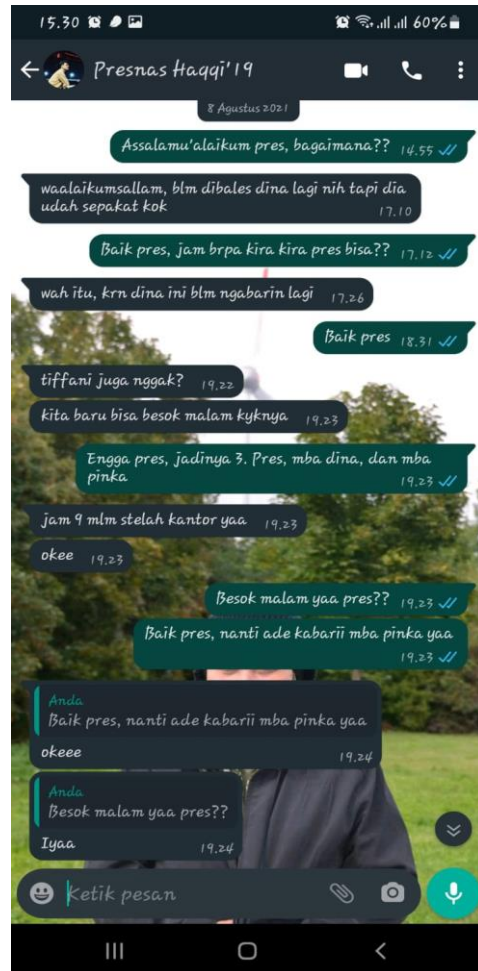 15.30
60%
Presnas Haqqi'19
8 Agustus 2021
Assalamu'alaikum pres, bagaimana?? 14.55
waalaikumsallam, blm dibales dina lagi nih tapi dia
udah sepakat kok
17.10
Baik pres, jam brpa kira kira pres bisa?? 17.12
wah itu, krn dina ini blm ngabarin lagi 17.26
Baik pres 18.31
tiffani juga nggak? 19.22
kita baru bisa besok malam kyknya 19.23
Engga pres, jadinya 3. Pres, mba dina, dan mba
pinka 19.23
jam 9 mlm stelah kantor yaa 19.23
okee 19.23
Besok malam yaa pres?? 19.23
Baik pres, nanti ade kabarii mba pinka yaa
19.23
Anda
Baik pres, nanti ade kabarii mba pinka yaa
okeee 19.24
Anda
Besok malam yaa pres??
Iyaa 19.24
Ketik pesan